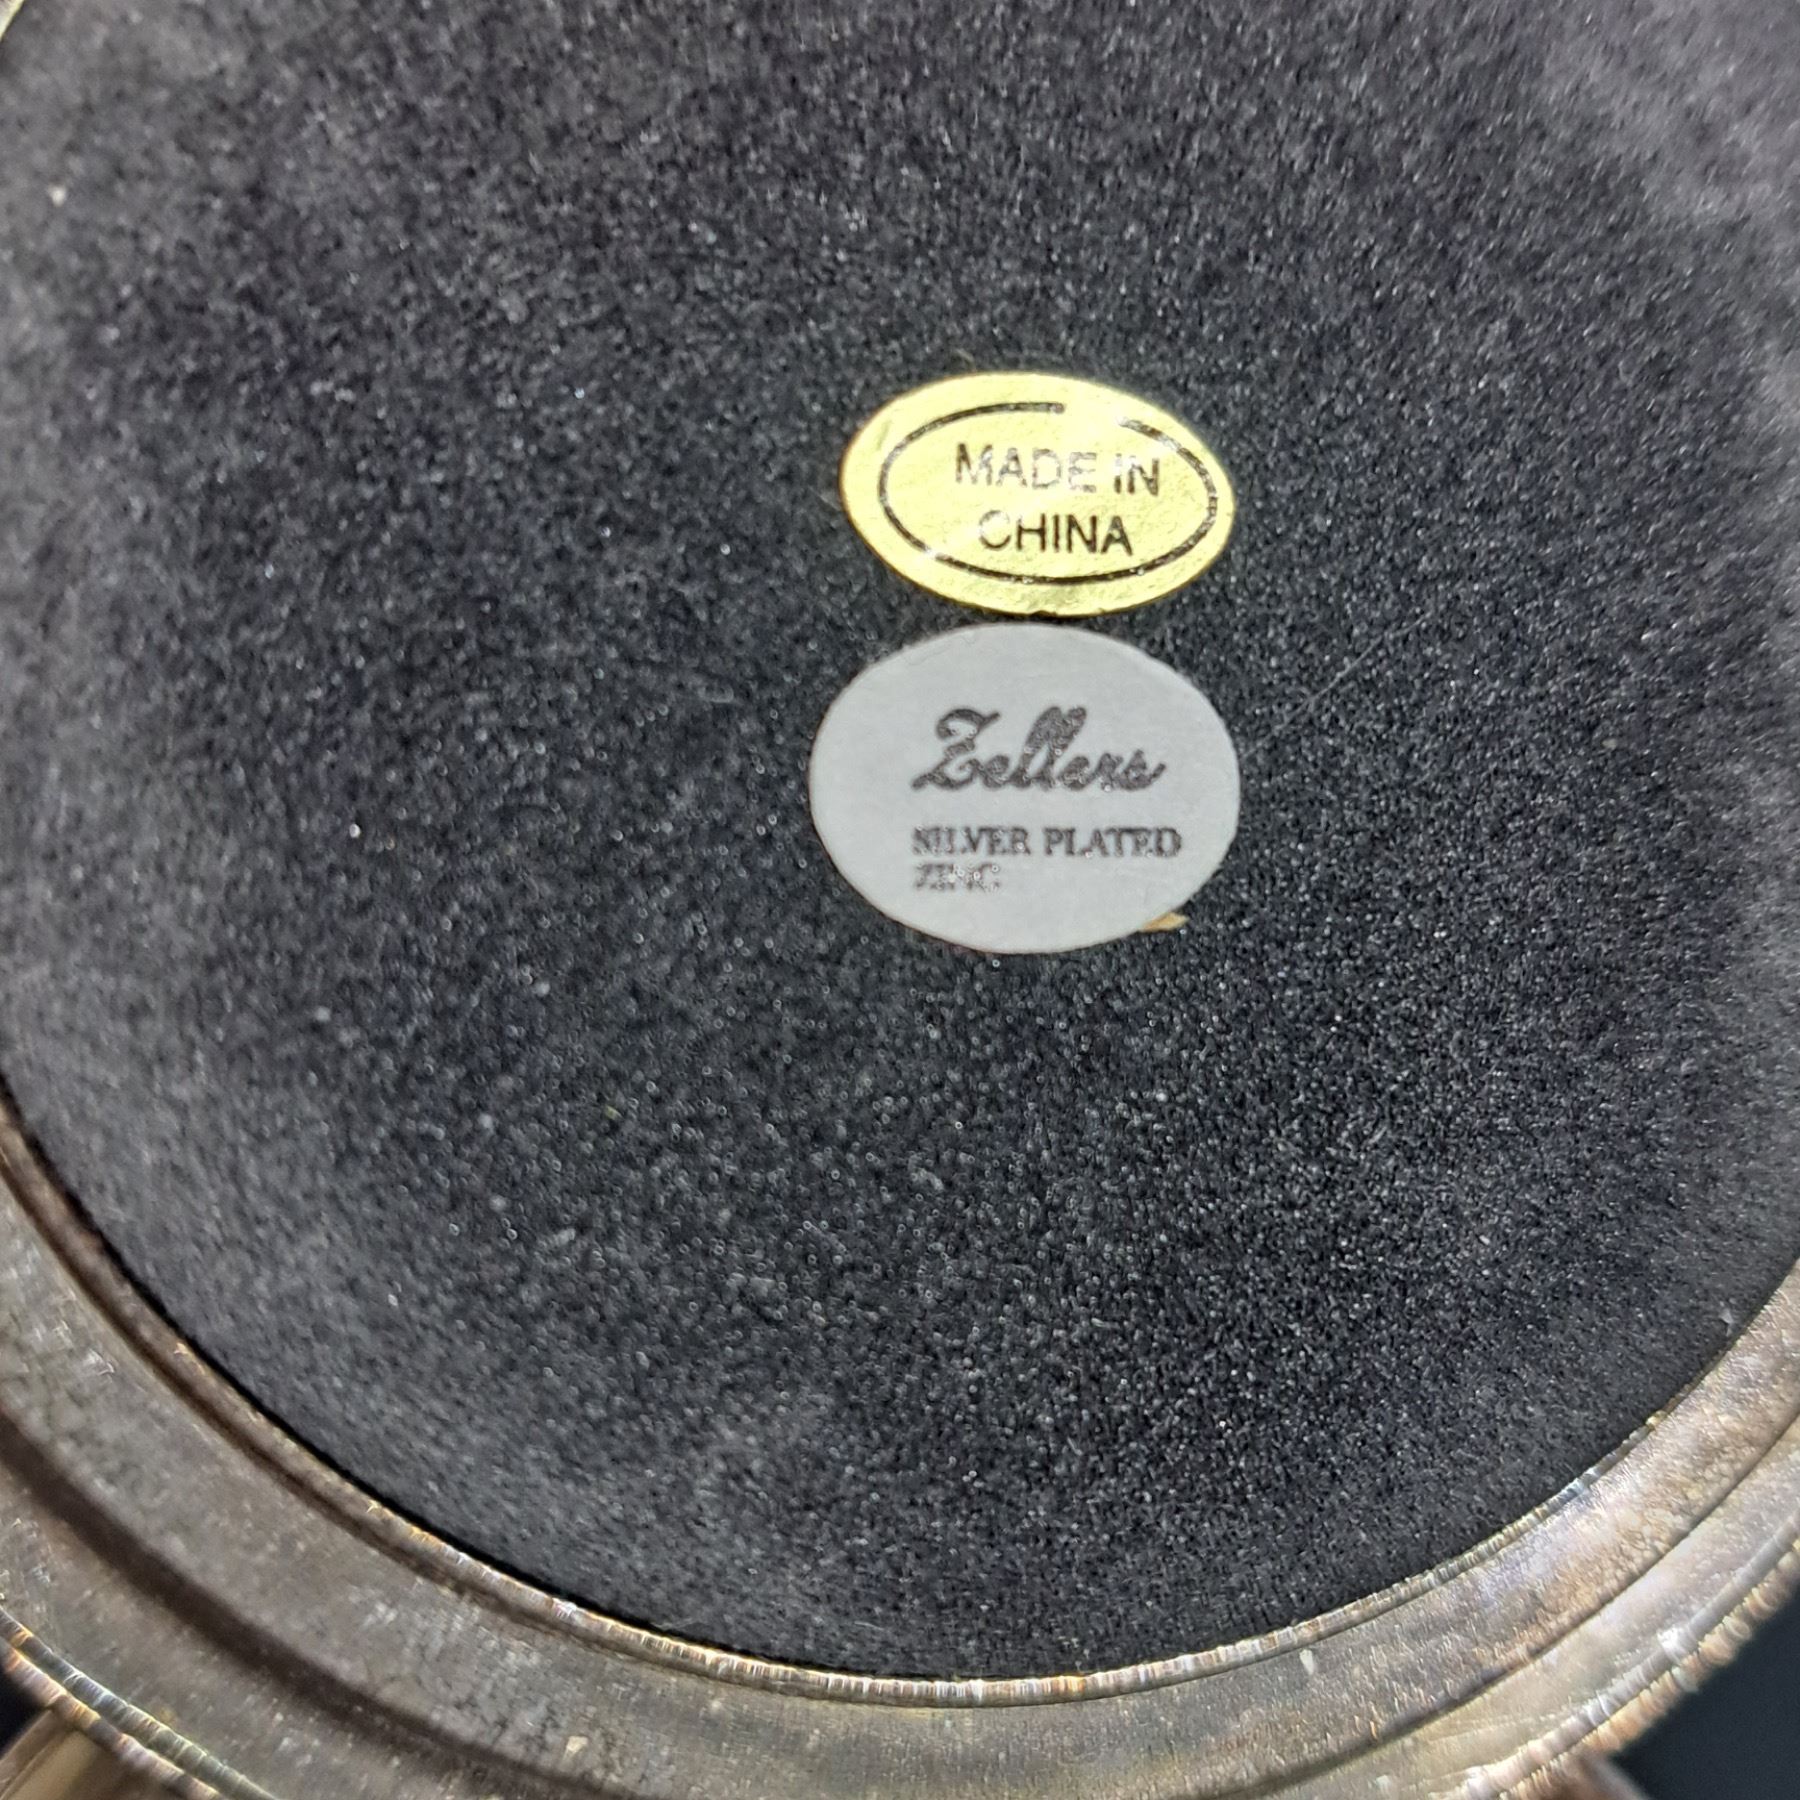 MADE IN
CHINA
Zellers
SILVER PLATED
ZINC